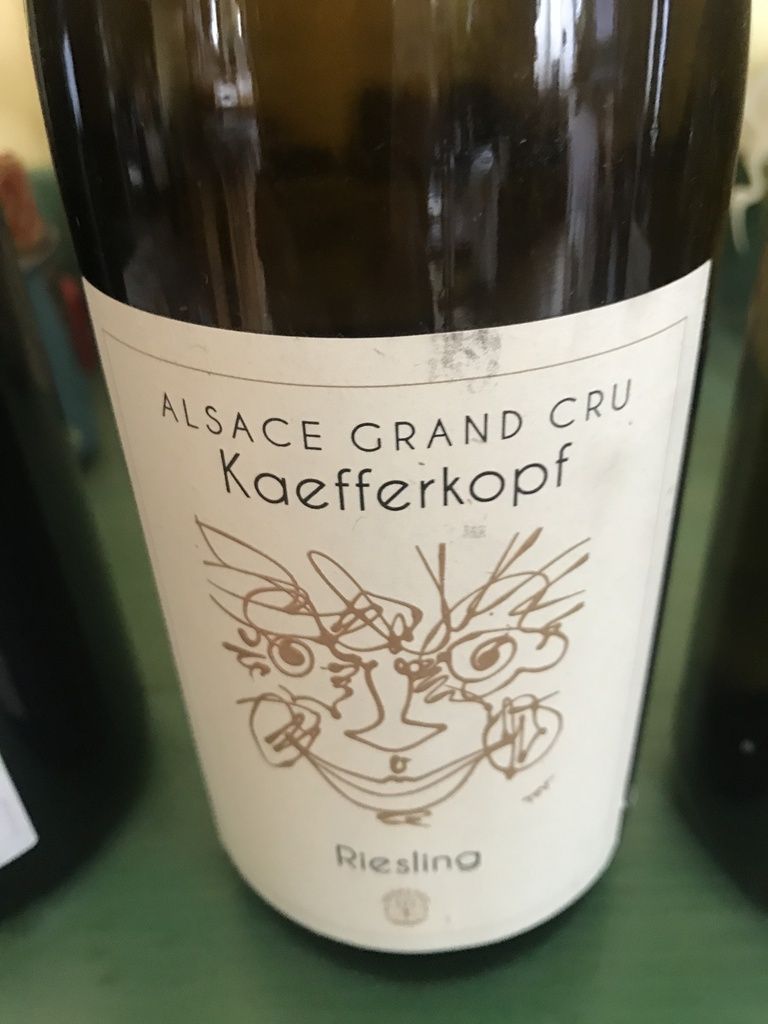 ALSACE GRAND CRU
Kaefferkopf
Riesling